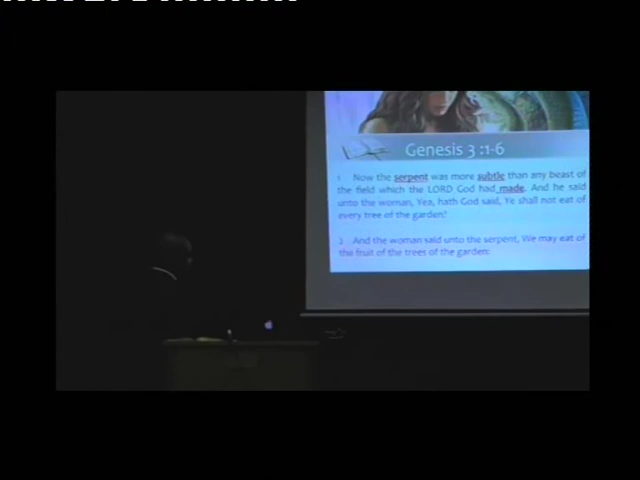 Genesis 3 :1-6
1 Now the serpent was more subtle than any beast of
the field which the LORD God had made. And he said
unto the woman, Yea, hath God said, Ye shall not eat of
every tree of the garden?
2 And the woman said unto the serpent, We may eat of
the fruit of the trees of the garden: